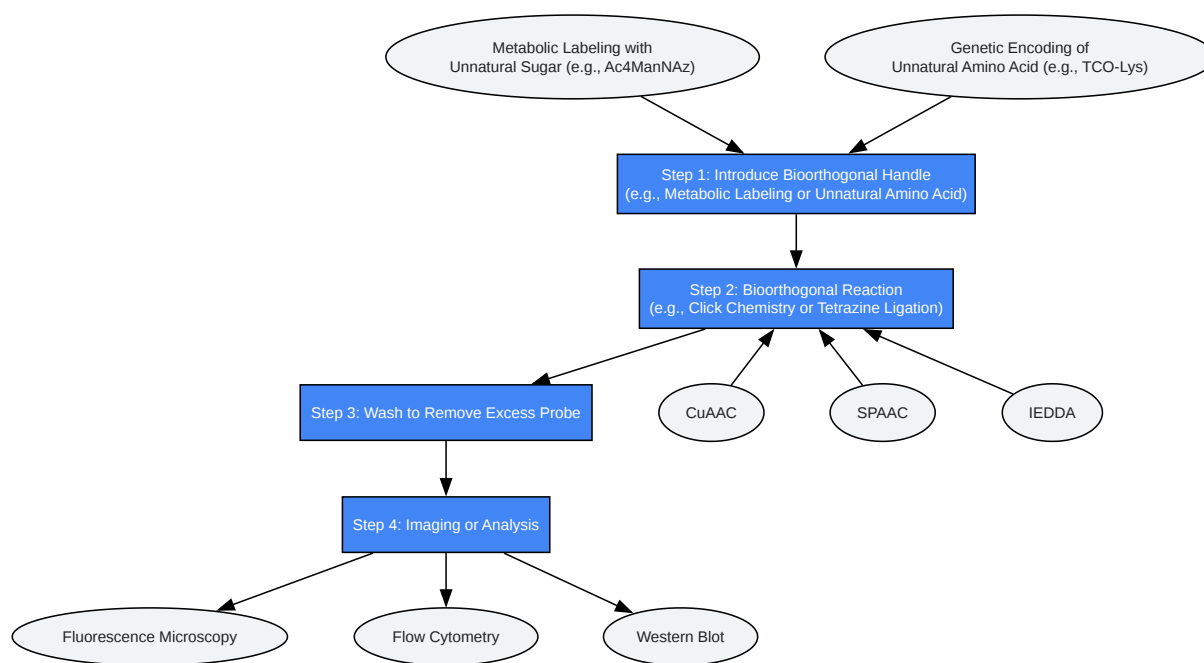 Metabolic Labeling with
Unnatural Sugar (e.g., Ac4ManNAz)
Genetic Encoding of
Unnatural Amino Acid (e.g., TCO-Lys)
Step 1: Introduce Bioorthogonal Handle
(e.g., Metabolic Labeling or Unnatural Amino Acid)
Step 2: Bioorthogonal Reaction
(e.g., Click Chemistry or Tetrazine Ligation)
Step 3: Wash to Remove Excess Probe
CuAAC
SPAAC
IEDDA
Step 4: Imaging or Analysis
Fluorescence Microscopy
Flow Cytometry
Western Blot